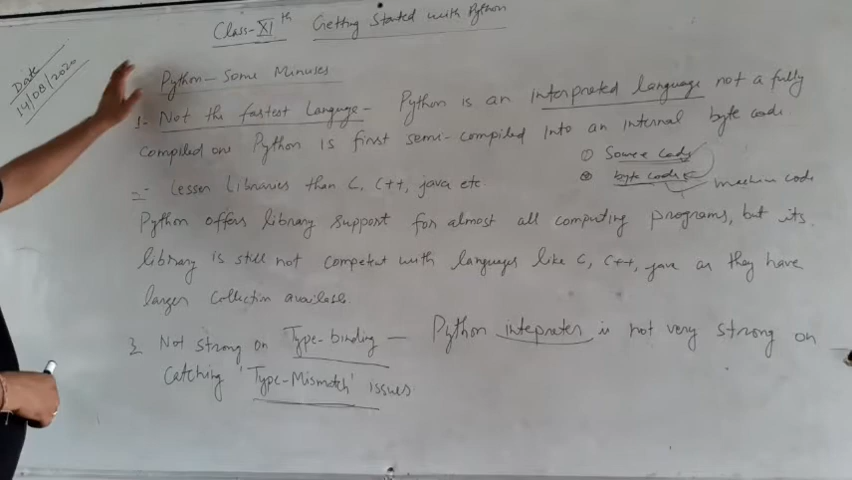 Class-XIth Getting Started with Python
Date
14/08/2020
Python - Some Minuses
1- Not the fastest Language - Python is an interpreted language not a fully
compiled one Python is first semi-compiled into an internal byte code
① Source Code
② byte code machine code
2- Lesser Libraries than C, C++, java etc.
Python offers library support for almost all computing programs, but its
library is still not competent with languages like C, C++, java as they have
larger collection available
3 Not strong on Type-binding - Python intepreter is not very strong on
Catching 'Type-Mismatch' issues